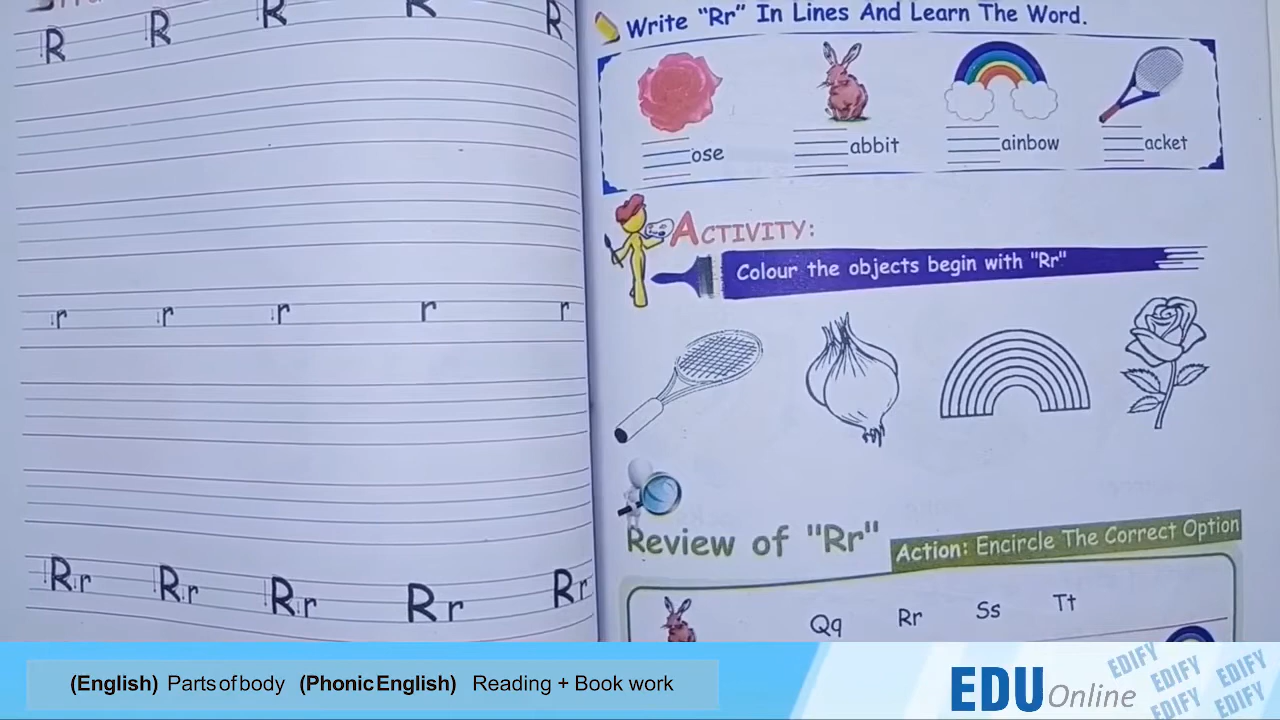 R R R R R
r r r r r
Rr Rr Rr Rr Rr
Write "Rr" In Lines And Learn The Word.
ose abbit ainbow acket
ACTIVITY:
Colour the objects begin with "Rr"
Review of "Rr"
Action: Encircle The Correct Option
Qq Rr Ss Tt
(English) Parts of body (Phonic English) Reading + Book work
EDU Online
EDIFY EDIFY EDIFY
EDIFY EDIFY